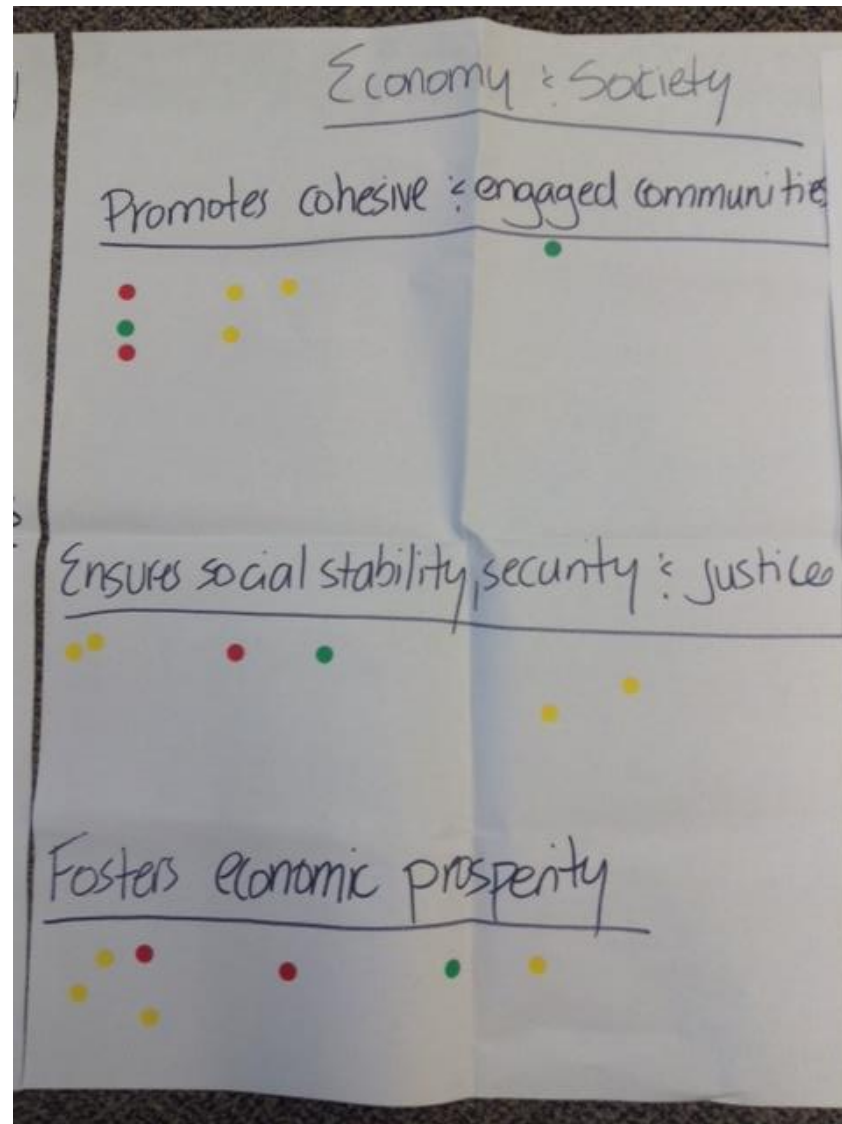 Economy & Society
Promotes cohesive & engaged communities
Ensures social stability, security & justice
Fosters economic prosperity